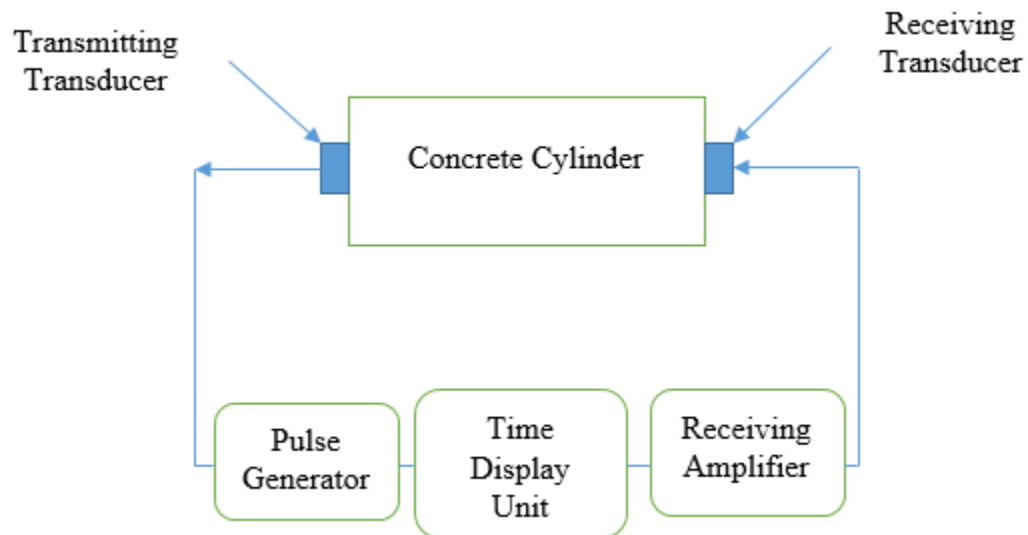 Transmitting
Transducer
Receiving
Transducer
Concrete Cylinder
Pulse
Generator
Time
Display
Unit
Receiving
Amplifier